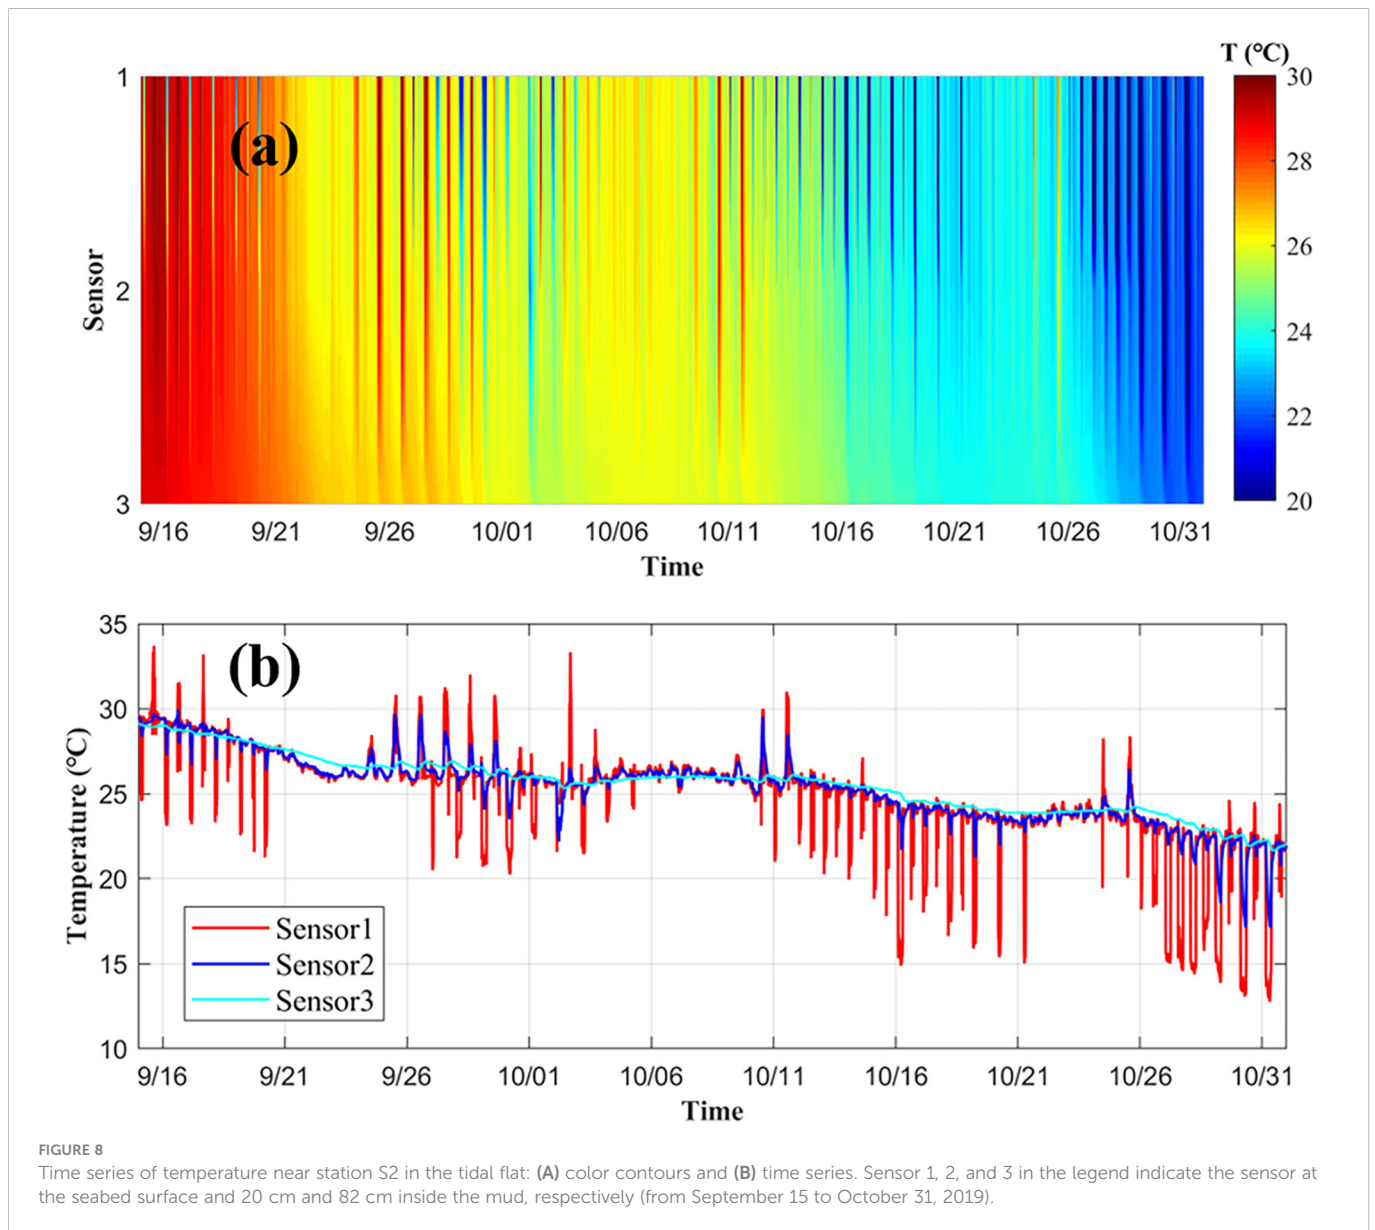 T (°C)
1
30
(a)
28
26
Sensor
2
24
22
3
20
9/16 9/21 9/26 10/01 10/06 10/11 10/16 10/21 10/26 10/31
Time
35
(b)
30
25
Temperature (°C)
20
Sensor1
Sensor2
15
Sensor3
10
9/16 9/21 9/26 10/01 10/06 10/11 10/16 10/21 10/26 10/31
Time
FIGURE 8
Time series of temperature near station S2 in the tidal flat: (A) color contours and (B) time series. Sensor 1, 2, and 3 in the legend indicate the sensor at
the seabed surface and 20 cm and 82 cm inside the mud, respectively (from September 15 to October 31, 2019).